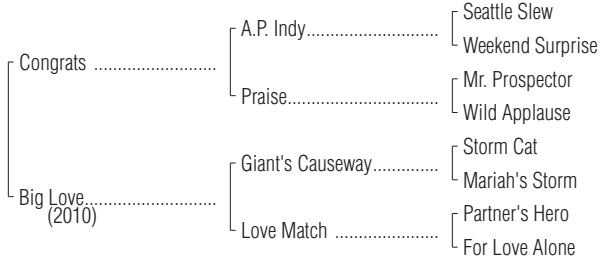 Seattle Slew
A.P. Indy..............................
Weekend Surprise
Congrats ............................
Mr. Prospector
Praise...................................
Wild Applause
Storm Cat
Giant's Causeway...............
Mariah's Storm
Big Love..............................
(2010)
Partner's Hero
Love Match ........................
For Love Alone